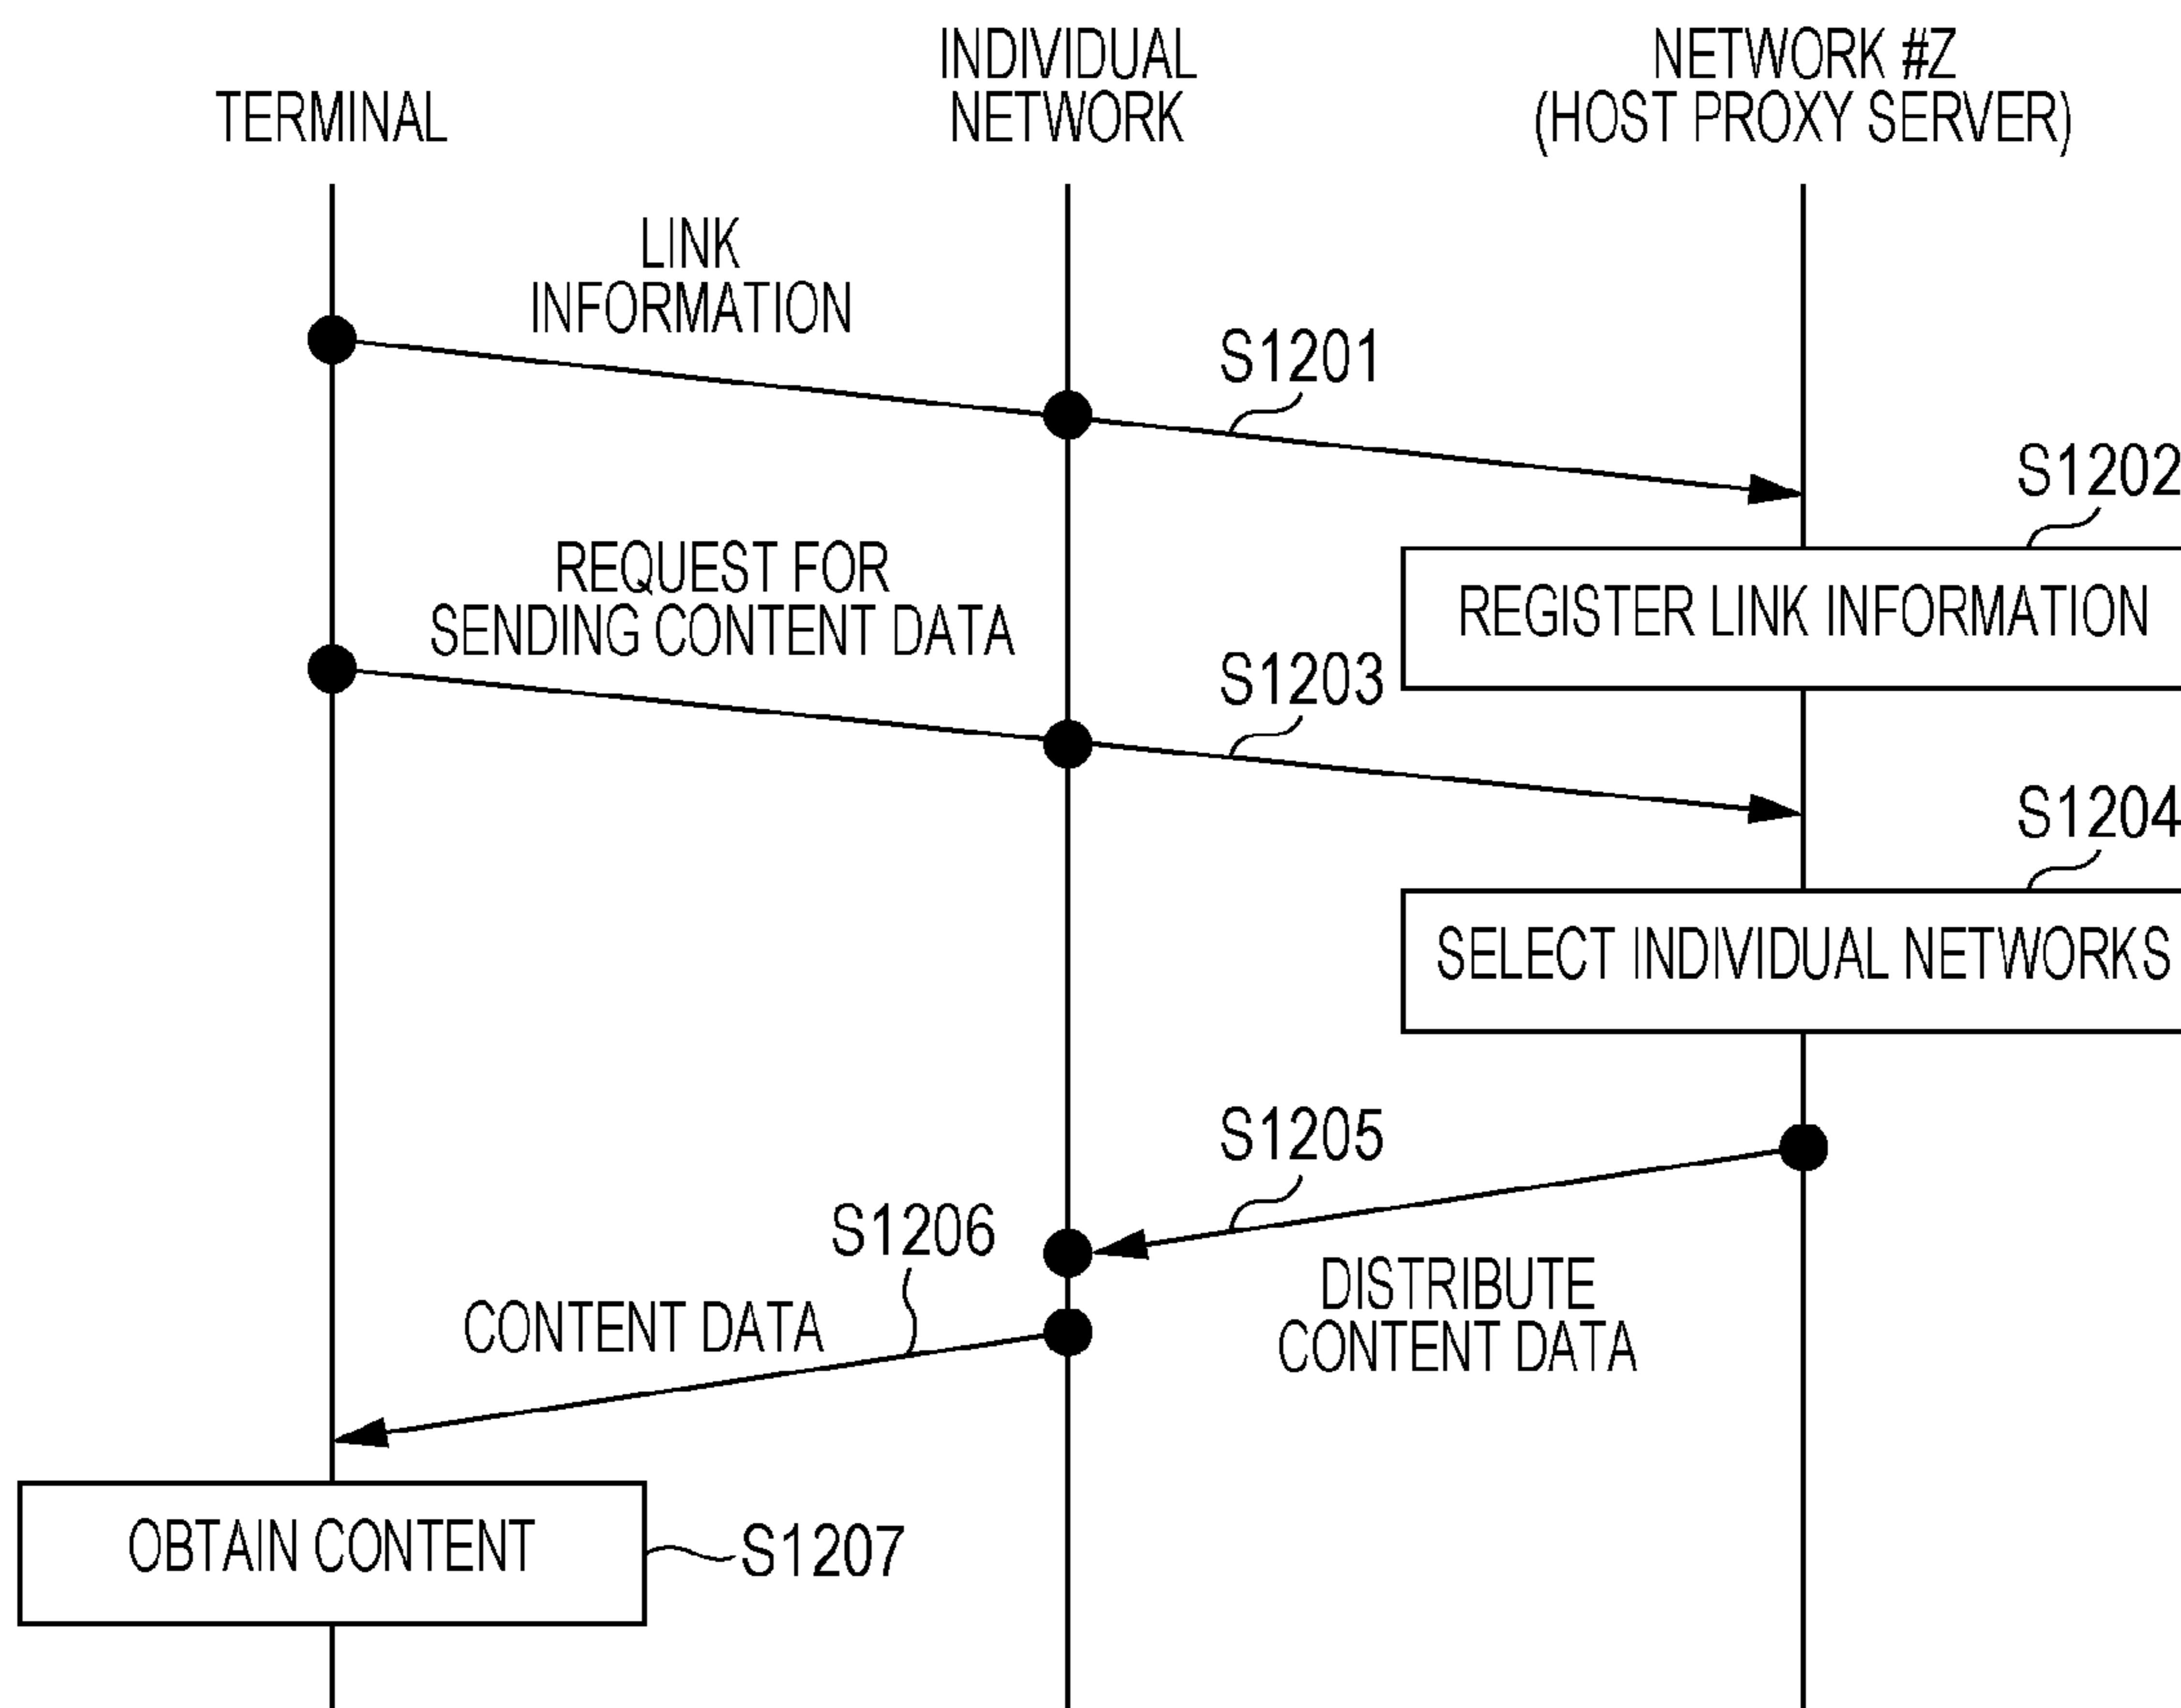 TERMINAL
INDIVIDUAL
NETWORK
NETWORK #Z
(HOST PROXY SERVER)
LINK
INFORMATION
S1201
S1202
REGISTER LINK INFORMATION
REQUEST FOR
SENDING CONTENT DATA
S1203
S1204
SELECT INDIVIDUAL NETWORKS
S1205
DISTRIBUTE
CONTENT DATA
S1206
CONTENT DATA
OBTAIN CONTENT
S1207